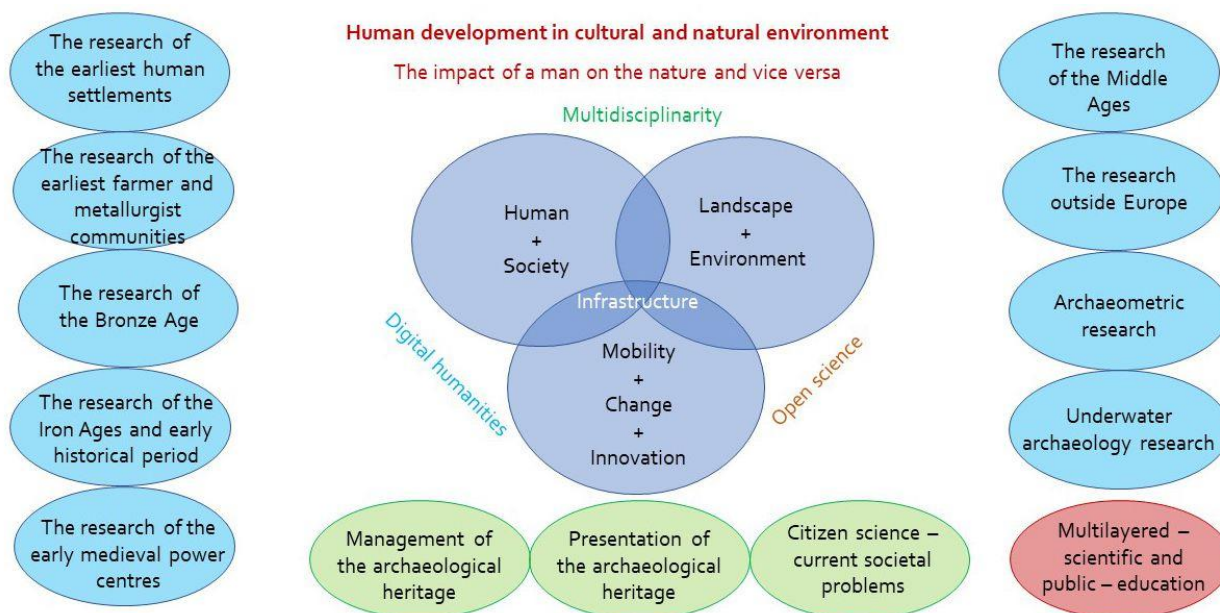 The research of
the earliest human
settlements
The research of the
earliest farmer and
metallurgist
communities
The research of
the Bronze Age
The research of the
Iron Ages and early
historical period
The research of the
early medieval power
centres
Human development in cultural and natural environment
The impact of a man on the nature and vice versa
Multidisciplinarity
Human
+
Society
Landscape
+
Environment
Infrastructure
Mobility
+
Change
+
Innovation
Digital humanities
Open science
Management of
the archaeological
heritage
Presentation of
the archaeological
heritage
Citizen science –
current societal
problems
The research
of the Middle
Ages
The research
outside Europe
Archaeometric
research
Underwater
archaeology research
Multilayered –
scientific and
public – education